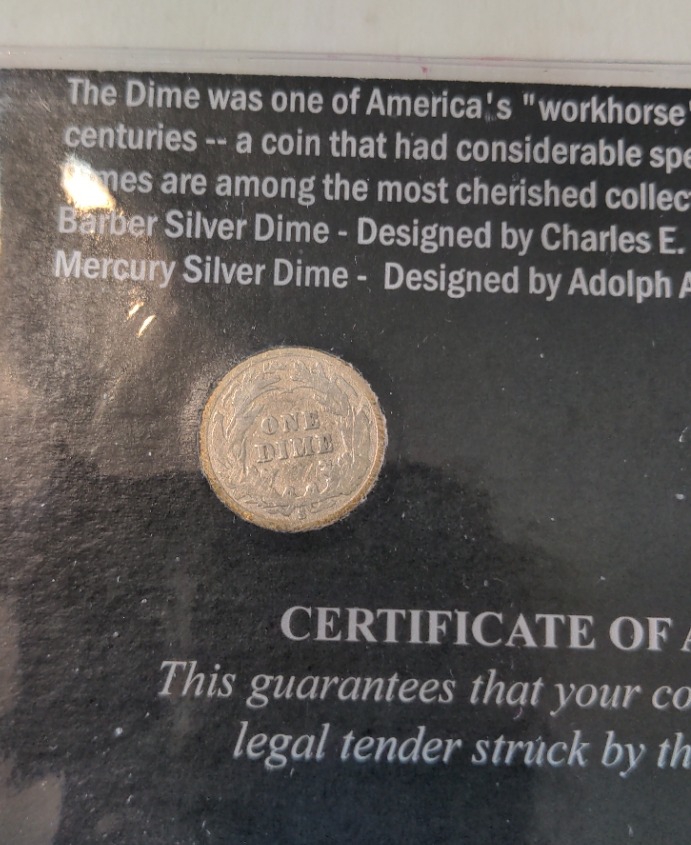 The Dime was one of America's "workhorse
centuries -- a coin that had considerable
are among the most cherished
Barber Silver Dime - Designed by Charles E.
Mercury Silver Dime - Designed by Adolph A
ONE
DIME
CERTIFICATE OF
This guarantees that your
legal tender struck by